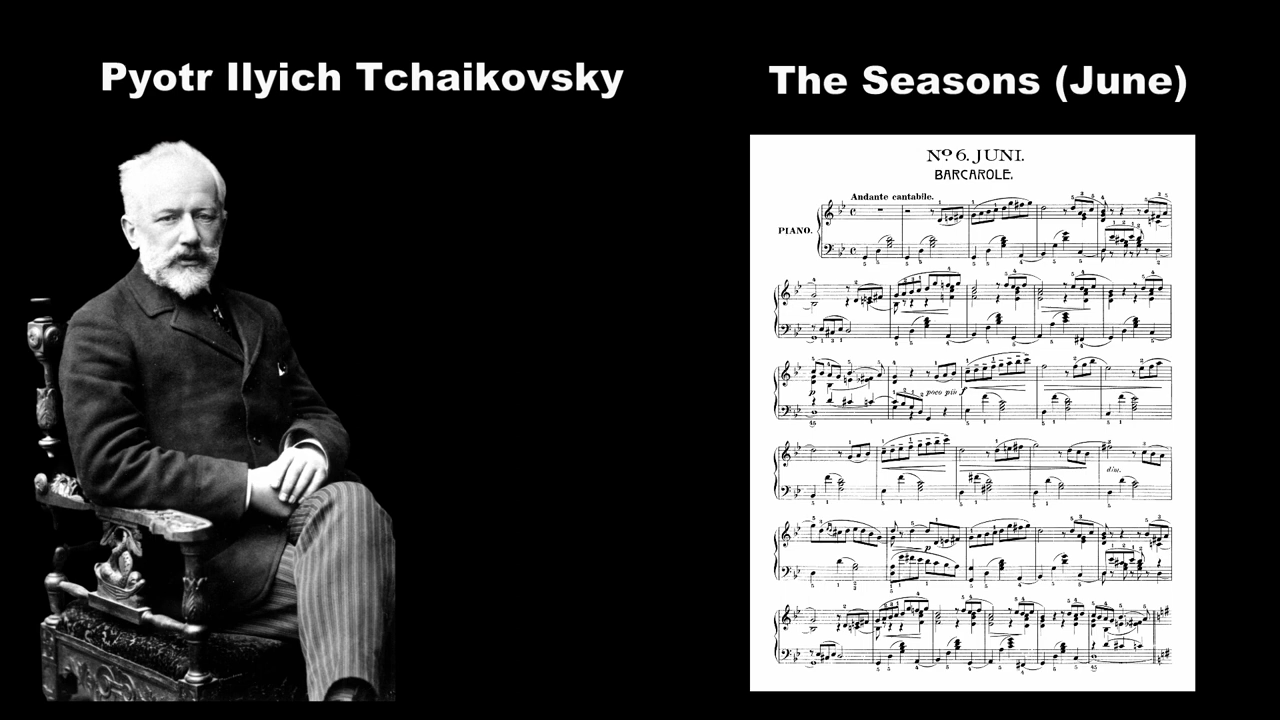 Pyotr Ilyich Tchaikovsky
The Seasons (June)
Nº 6. JUNI.
BARCAROLE.
Andante cantabile.
PIANO.
p
poco più f
dim.
p